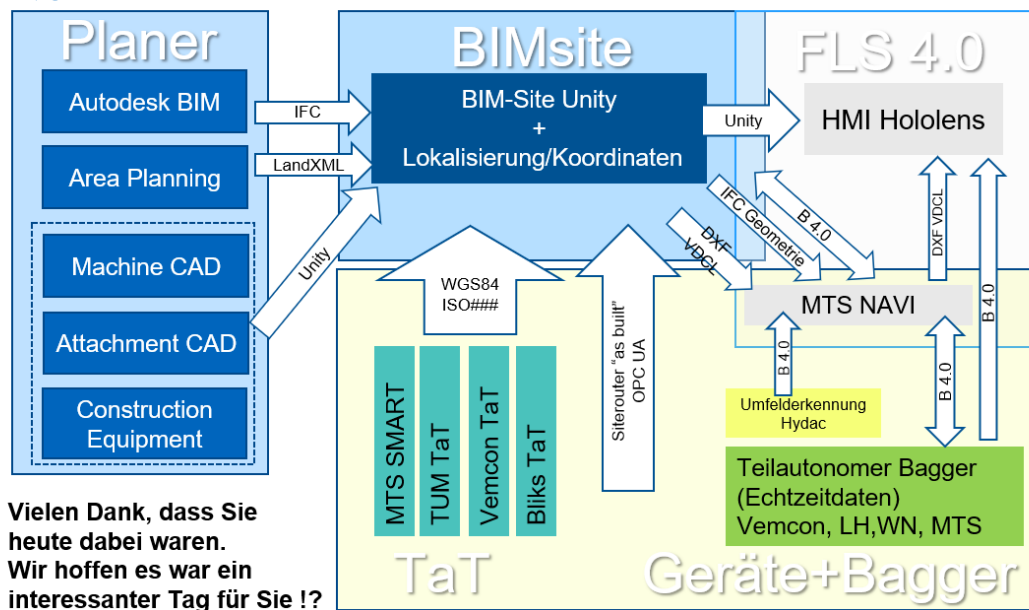 Planer
Autodesk BIM
Area Planning
Machine CAD
Attachment CAD
Construction
Equipment
IFC
LandXML
Unity
BIMsite
BIM-Site Unity
+
Lokalisierung/Koordinaten
Unity
FLS 4.0
HMI Hololens
B 4.0
IFC Geometrie
DXF
VDCL
DXF VDCL
B 4.0
MTS NAVI
B 4.0
B 4.0
WGS84
ISO###
Siterouter “as built”
OPC UA
MTS SMART
TUM TaT
Vemcon TaT
Bliks TaT
TaT
Umfelderkennung
Hydac
Teilautonomer Bagger
(Echtzeitdaten)
Vemcon, LH,WN, MTS
Geräte+Bagger
Vielen Dank, dass Sie
heute dabei waren.
Wir hoffen es war ein
interessanter Tag für Sie !?